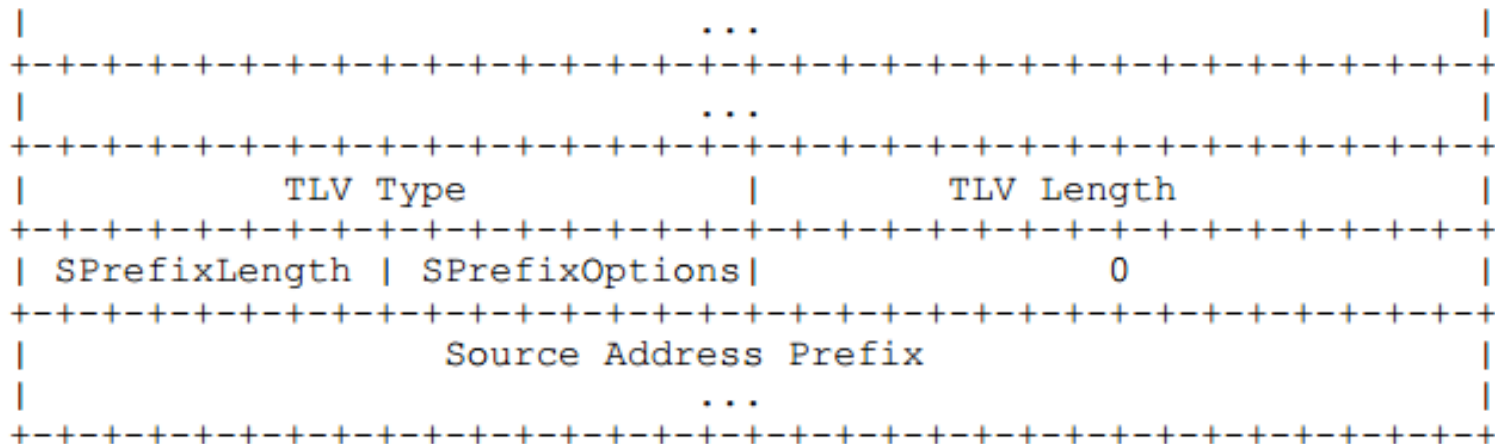 |                              ...                              |
+-+-+-+-+-+-+-+-+-+-+-+-+-+-+-+-+-+-+-+-+-+-+-+-+-+-+-+-+-+-+-+-+
|                              ...                              |
+-+-+-+-+-+-+-+-+-+-+-+-+-+-+-+-+-+-+-+-+-+-+-+-+-+-+-+-+-+-+-+-+
|           TLV Type            |        TLV Length             |
+-+-+-+-+-+-+-+-+-+-+-+-+-+-+-+-+-+-+-+-+-+-+-+-+-+-+-+-+-+-+-+-+
| SPrefixLength | SPrefixOptions|               0               |
+-+-+-+-+-+-+-+-+-+-+-+-+-+-+-+-+-+-+-+-+-+-+-+-+-+-+-+-+-+-+-+-+
|                  Source Address Prefix                        |
|                              ...                              |
+-+-+-+-+-+-+-+-+-+-+-+-+-+-+-+-+-+-+-+-+-+-+-+-+-+-+-+-+-+-+-+-+